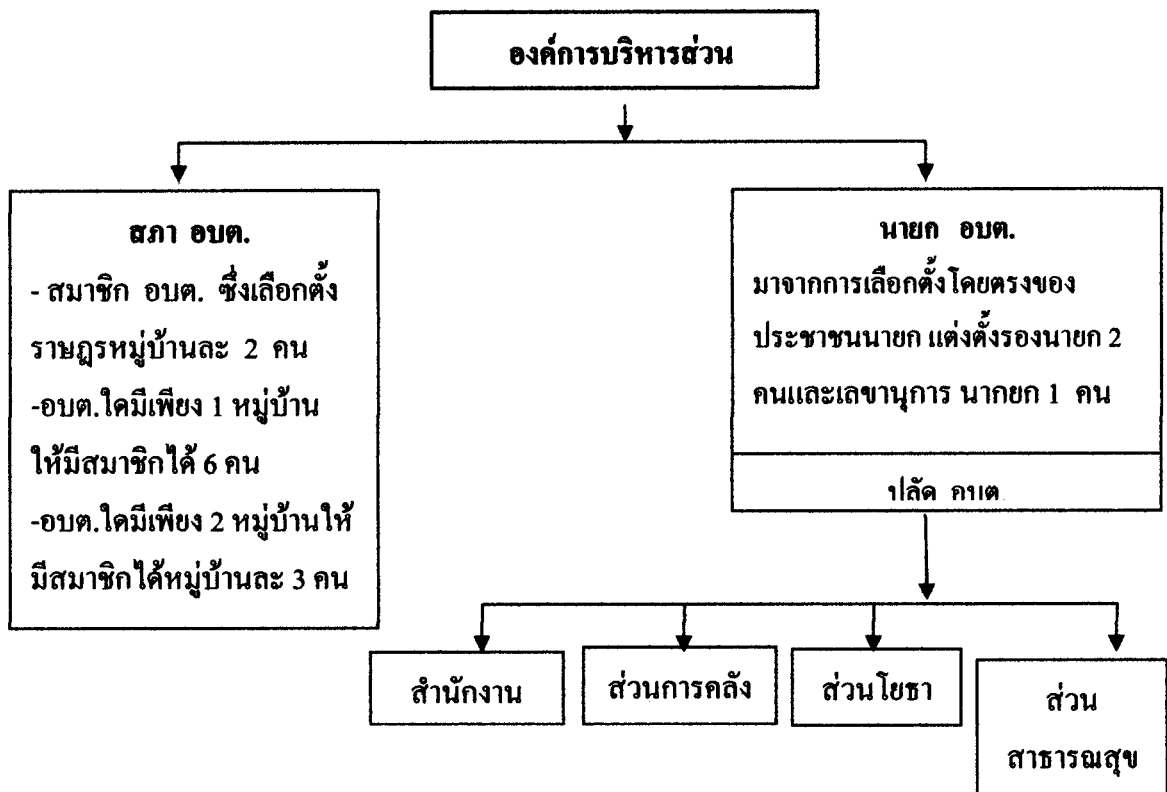 องค์การบริหารส่วน
สภา อบต.
- สมาชิก อบต. ซึ่งเลือกตั้ง
ราษฎรหมู่บ้านละ 2 คน
-อบต.ใดมีเพียง 1 หมู่บ้าน
ให้มีสมาชิกได้ 6 คน
-อบต.ใดมีเพียง 2 หมู่บ้านให้
มีสมาชิกได้หมู่บ้านละ 3 คน
นายก อบต.
มาจากการเลือกตั้งโดยตรงของ
ประชาชนนายก แต่งตั้งรองนายก 2
คนและเลขานุการ นากยก 1 คน
ปลัด อบต
สำนักงาน
ส่วนการคลัง
ส่วนโยธา
ส่วน
สาธารณสุข